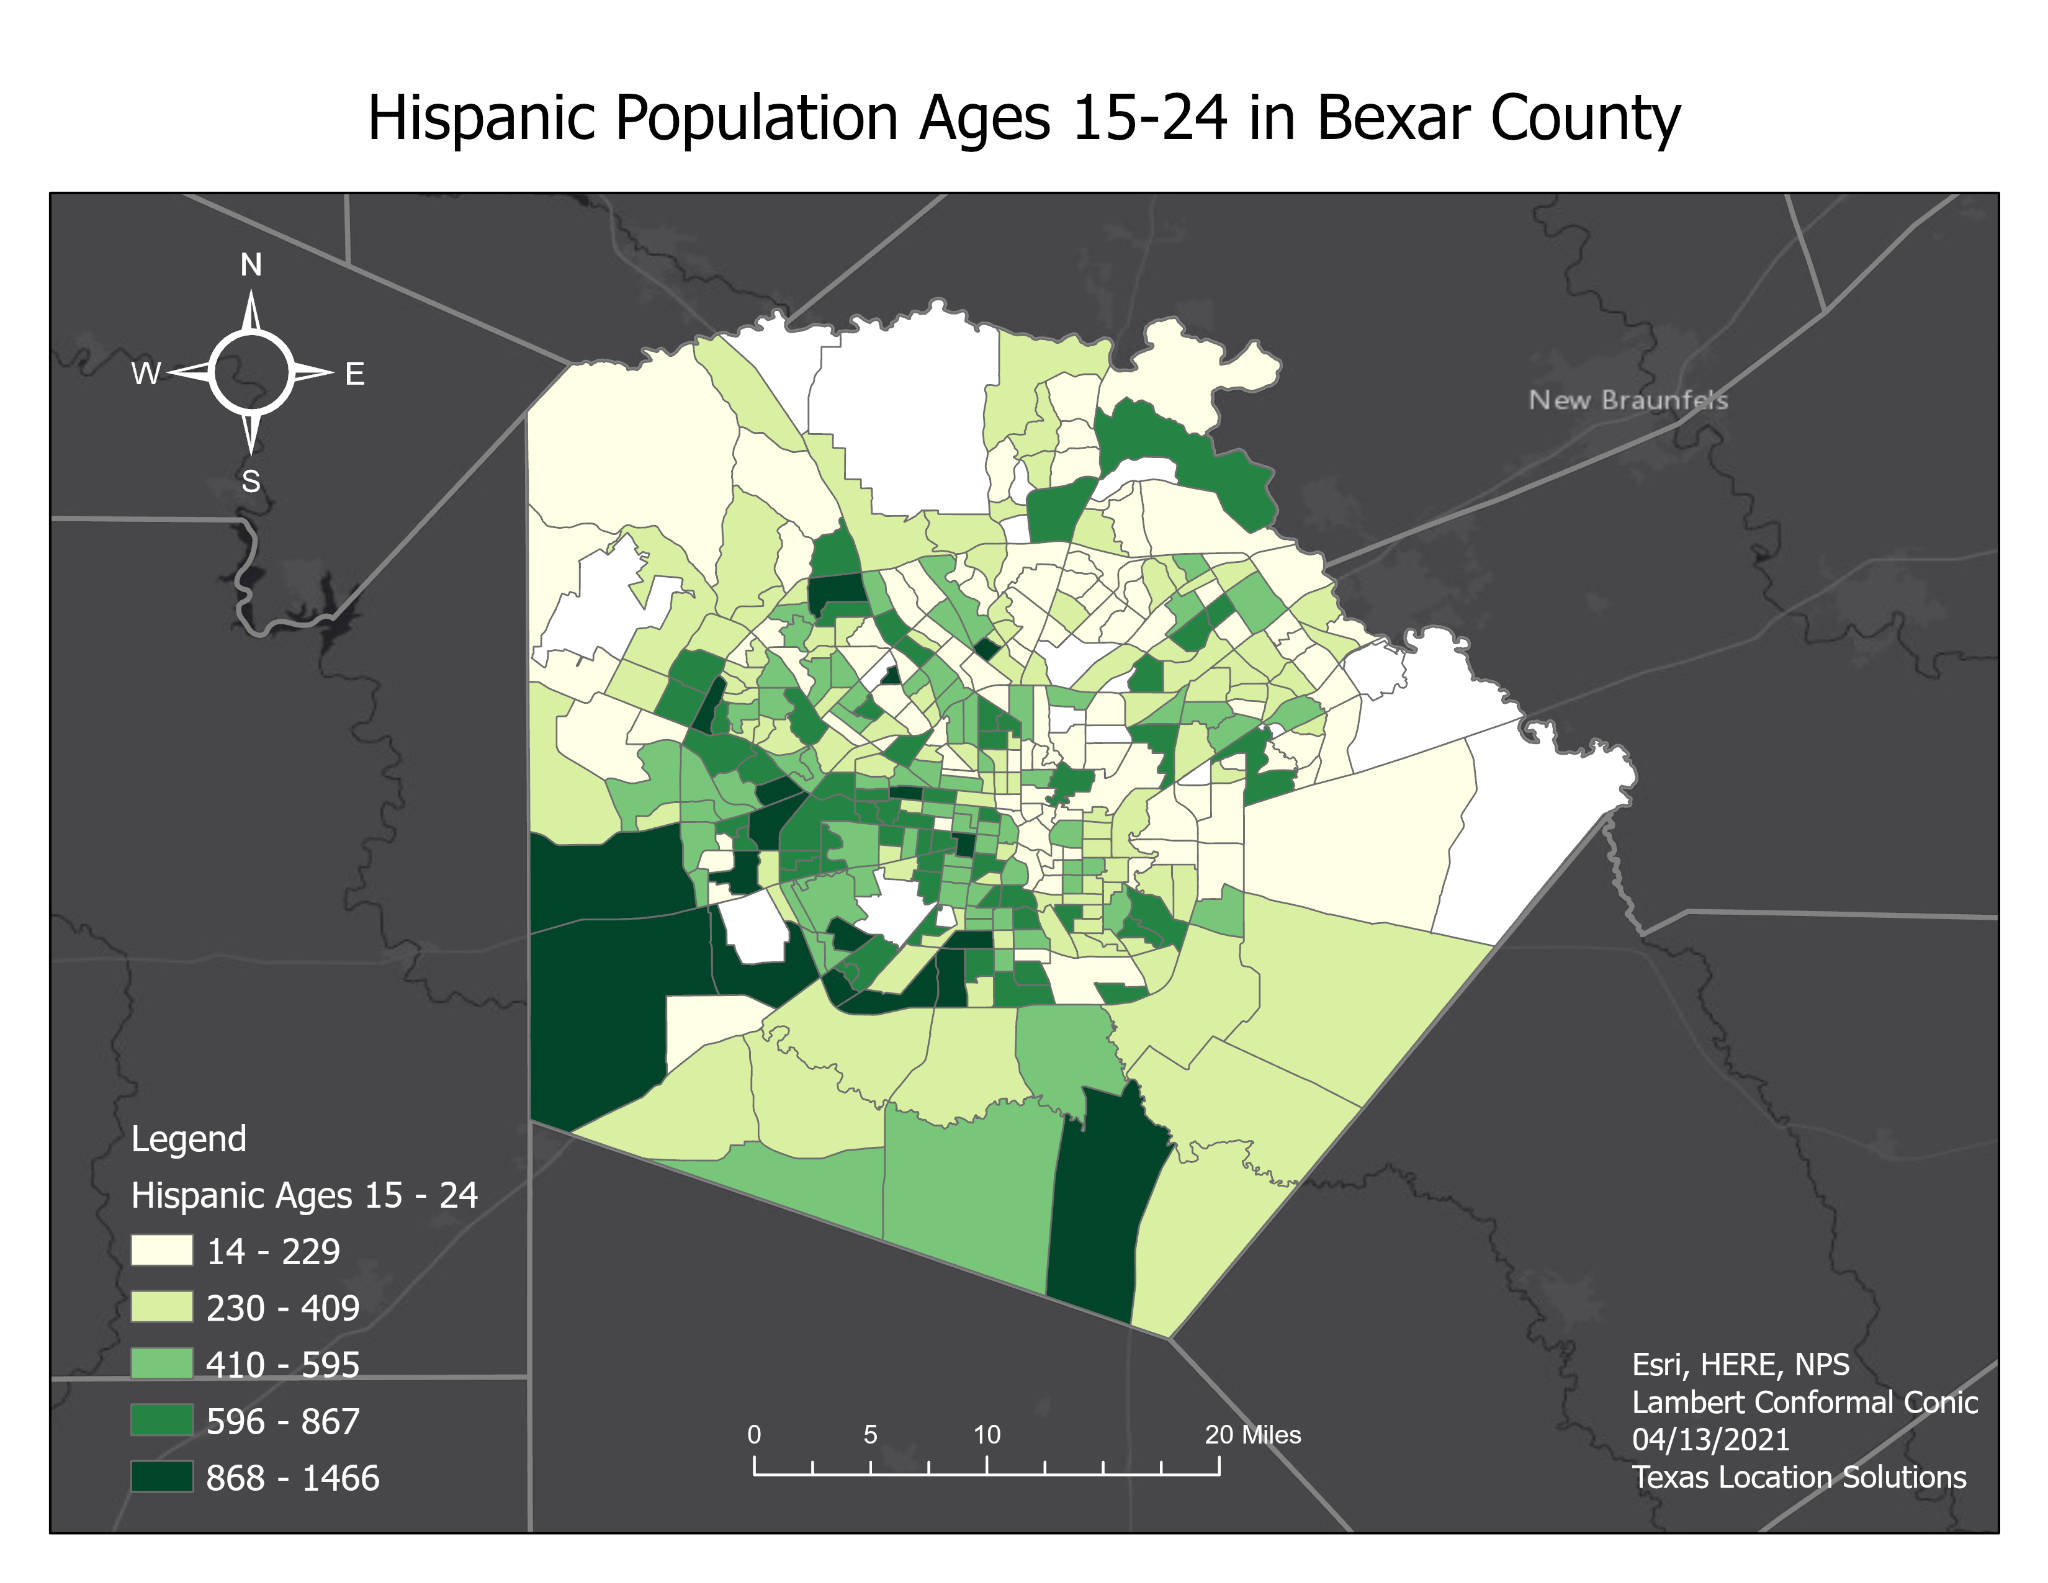 Hispanic Population Ages 15-24 in Bexar County
N
W E
S
New Braunfels
Legend
Hispanic Ages 15 - 24
14 - 229
230 - 409
410 - 595
596 - 867
868 - 1466
0 5 10 20 Miles
Esri, HERE, NPS
Lambert Conformal Conic
04/13/2021
Texas Location Solutions